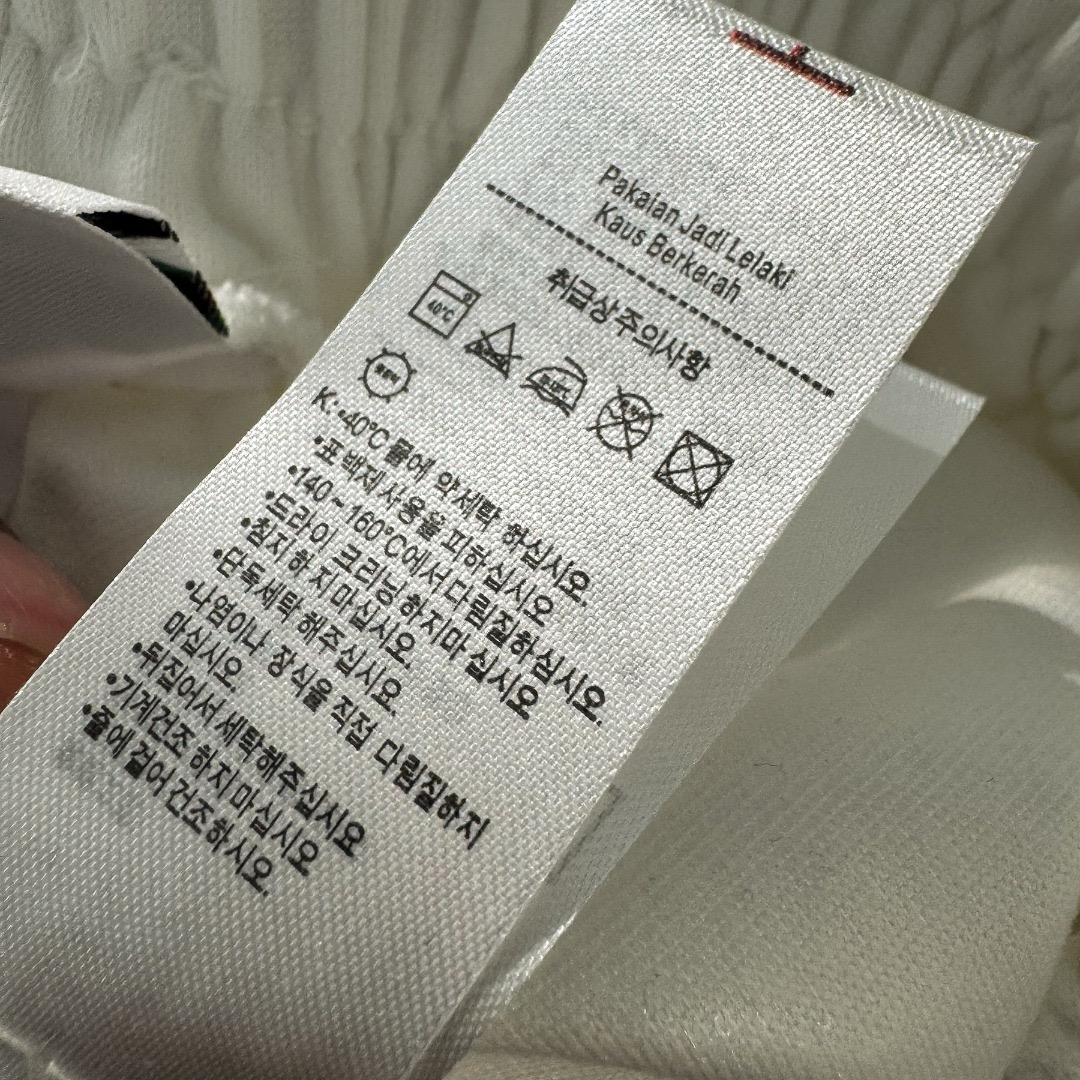 Pakaian Jadi Lelaki
Kaus Berkerah
취급상주의사항
40°C
K:•40°C 물에 약세탁 하십시오.
•표백제 사용을 피하십시오
•140~160°C에서 다림질하십시오.
•드라이 크리닝 하지마 십시오
•침지하지마십시오.
•단독세탁 해주십시요.
•나염이나 장식을 직접 다림질하지
마십시오.
•뒤집어서 세탁해주십시요
•기계건조 하지마십시오
•줄에 걸어 건조하시오.